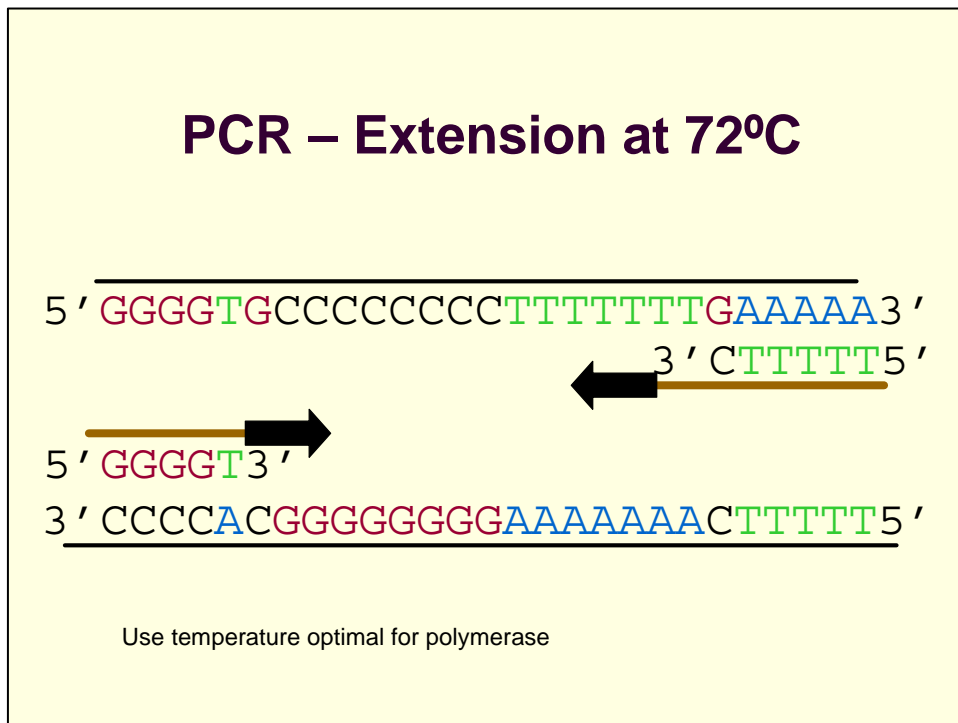 PCR – Extension at 72ºC
5’GGGGTGCCCCCCCCTTTTTTTGAAAAA3’
3’CTTTTT5’
5’GGGGT3’
3’CCCCACGGGGGGGGAAAAAAACTTTTT5’
Use temperature optimal for polymerase